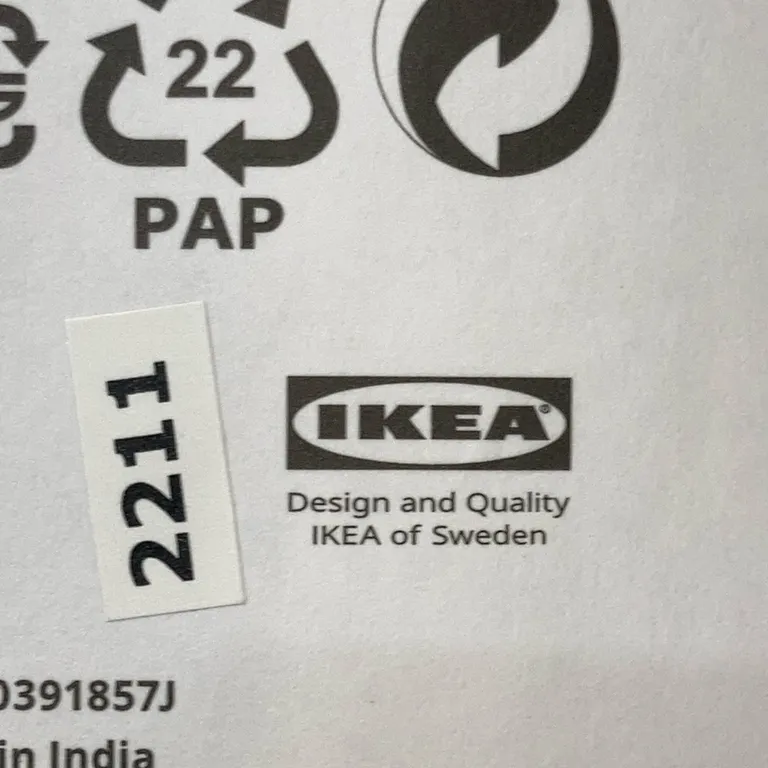 22
PAP
2211
IKEA®
Design and Quality
IKEA of Sweden
0391857J
in India